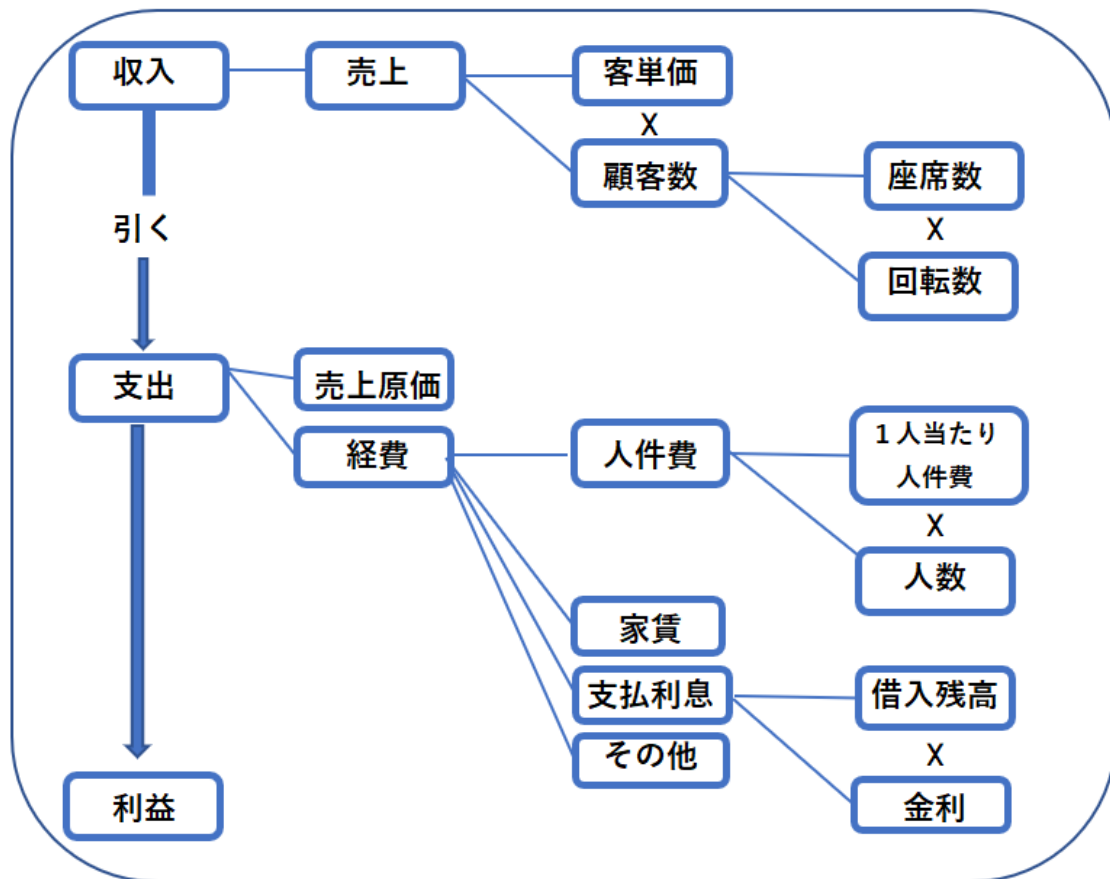 収入
売上
客単価
X
顧客数
座席数
X
回転数
引く
支出
売上原価
経費
人件費
１人当たり
人件費
X
人数
家賃
支払利息
借入残高
X
その他
金利
利益